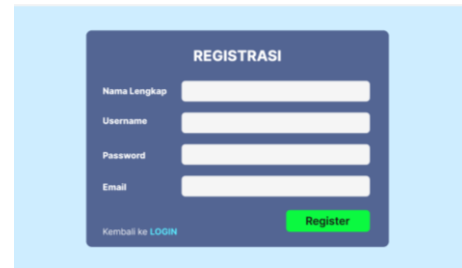 REGISTRASI
Nama Lengkap
Username
Password
Email
Register
Kembali ke LOGIN